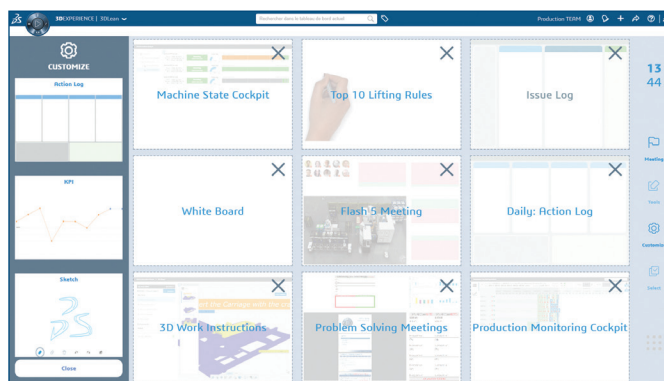 3DEXPERIENCE | 3DLean
Rechercher dans le tableau de bord actuel
Production TEAM
CUSTOMIZE
Action Log
KPI
Sketch
Close
Machine State Cockpit
Top 10 Lifting Rules
Issue Log
White Board
Flash 5 Meeting
Daily: Action Log
3D Work Instructions
Problem Solving Meetings
Production Monitoring Cockpit
13
44
Meeting
Tools
Customize
Select